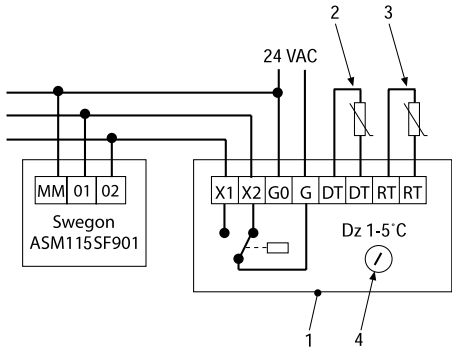 2 3
24 VAC
MM 01 02
X1 X2 G0 G DT DT RT RT
Swegon
ASM115SF901
Dz 1-5°C
1 4